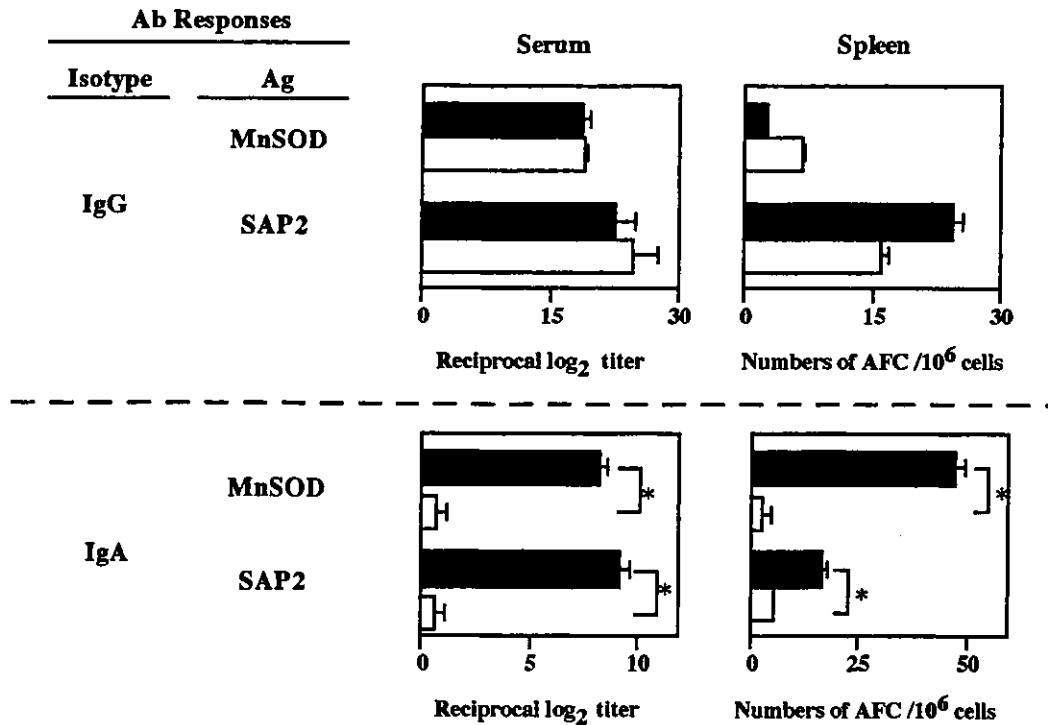 Ab Responses
Isotype Ag
Serum
Spleen
IgG
MnSOD
SAP2
0 15 30
Reciprocal log2 titer
0 15 30
Numbers of AFC /10^6 cells
IgA
MnSOD
SAP2
*
*
*
*
0 5 10
Reciprocal log2 titer
0 25 50
Numbers of AFC /10^6 cells